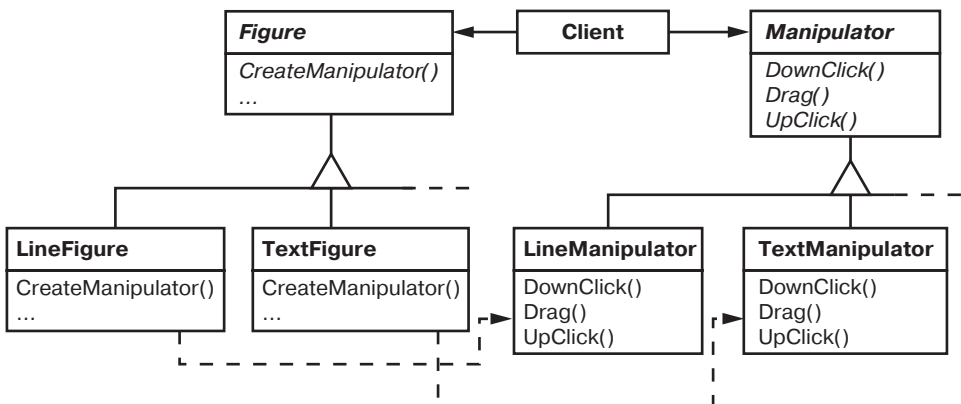 Figure
CreateManipulator()
...
Client
Manipulator
DownClick()
Drag()
UpClick()
LineFigure
CreateManipulator()
...
TextFigure
CreateManipulator()
...
LineManipulator
DownClick()
Drag()
UpClick()
TextManipulator
DownClick()
Drag()
UpClick()